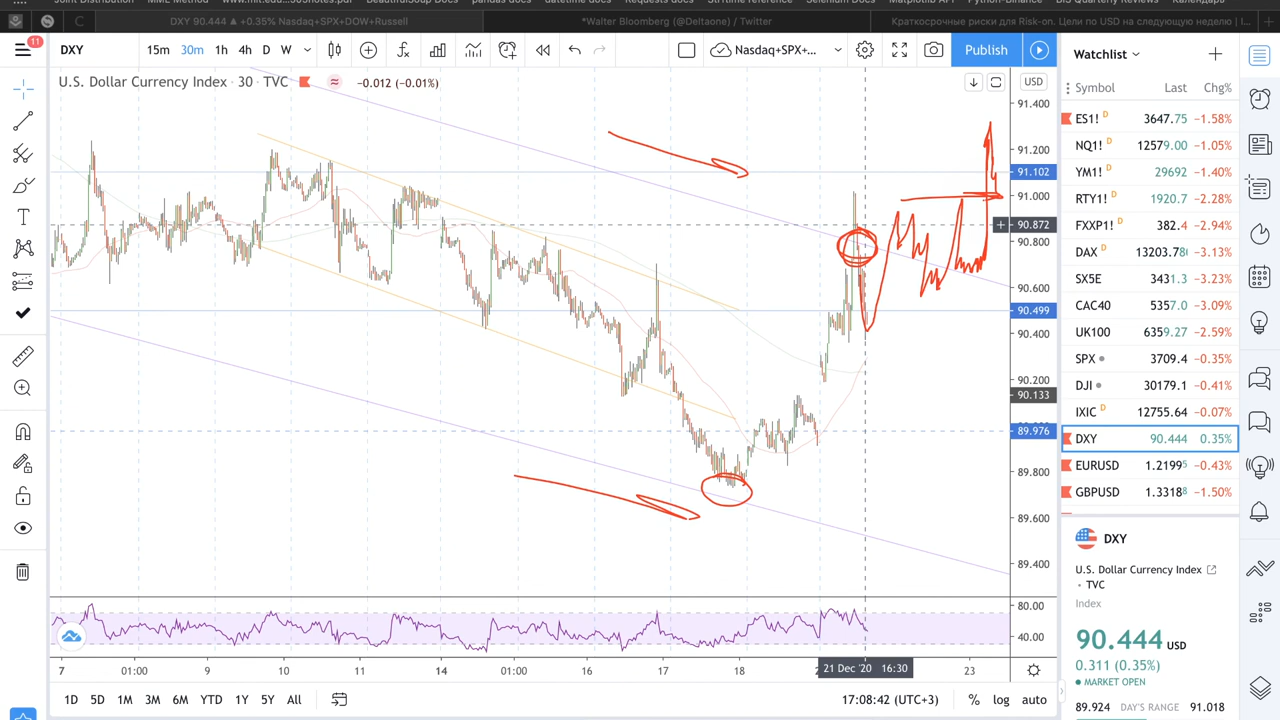 DXY 90.444 ▲ +0.35% Nasdaq+SPX+DOW+Russell
*Walter Bloomberg (@Deltaone) / Twitter
Краткосрочные риски для Risk-on. Цели по USD на следующую неделю | I...
11
DXY
15m 30m 1h 4h D W
Nasdaq+SPX+...
Publish
Watchlist
U.S. Dollar Currency Index · 30 · TVC
-0.012 (-0.01%)
USD
Symbol Last Chg%
ES1! D 3647.75 -1.58%
NQ1! D 12579.00 -1.05%
YM1! D 29692 -1.40%
RTY1! D 1920.7 -2.28%
FXXP1! D 382.4 -2.94%
DAX 13203.78 -3.13%
SX5E 3431.3 -3.23%
CAC40 5357.0 -3.09%
UK100 6359.27 -2.59%
SPX 3709.4 -0.35%
DJI 30179.1 -0.41%
IXIC D 12755.64 -0.07%
DXY 90.444 0.35%
EURUSD 1.21995 -0.43%
GBPUSD 1.33188 -1.50%
91.400
91.200
91.102
91.000
90.872
90.800
90.600
90.499
90.400
90.200
90.133
89.976
89.800
89.600
89.400
80.00
40.00
7 01:00 9 10 11 14 01:00 16 17 18 21 Dec '20 16:30 23
1D 5D 1M 3M 6M YTD 1Y 5Y All
17:08:42 (UTC+3) % log auto
DXY
U.S. Dollar Currency Index
• TVC
Index
90.444 USD
0.311 (0.35%)
• MARKET OPEN
89.924 DAY'S RANGE 91.018